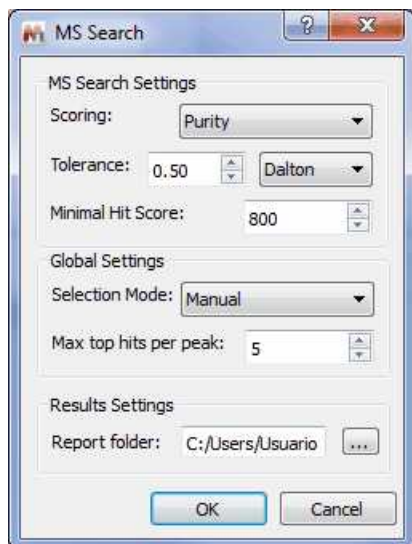 MS Search
MS Search Settings
Scoring: Purity
Tolerance: 0.50 Dalton
Minimal Hit Score: 800
Global Settings
Selection Mode: Manual
Max top hits per peak: 5
Results Settings
Report folder: C:/Users/Usuario ...
OK Cancel